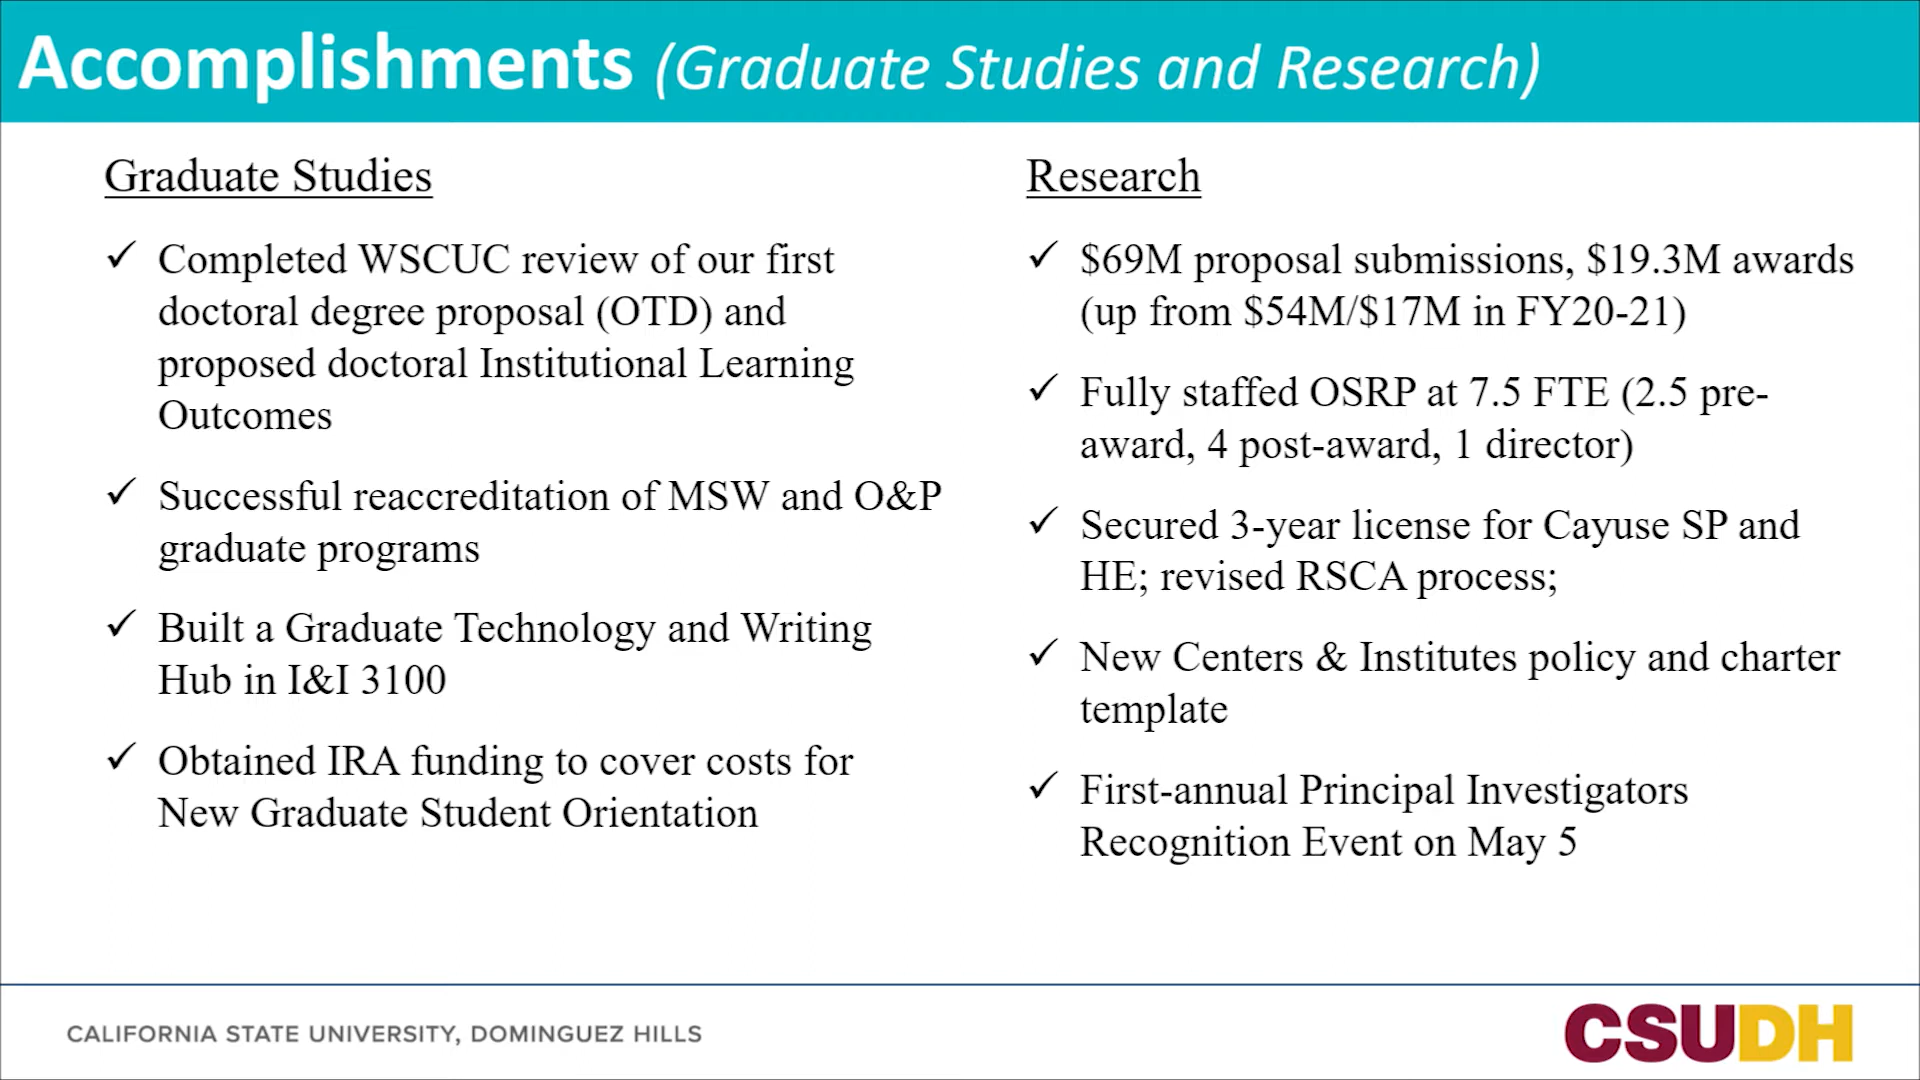 Accomplishments (Graduate Studies and Research)
Graduate Studies
✓ Completed WSCUC review of our first
doctoral degree proposal (OTD) and
proposed doctoral Institutional Learning
Outcomes
✓ Successful reaccreditation of MSW and O&P
graduate programs
✓ Built a Graduate Technology and Writing
Hub in I&I 3100
✓ Obtained IRA funding to cover costs for
New Graduate Student Orientation
Research
✓ $69M proposal submissions, $19.3M awards
(up from $54M/$17M in FY20-21)
✓ Fully staffed OSRP at 7.5 FTE (2.5 pre-
award, 4 post-award, 1 director)
✓ Secured 3-year license for Cayuse SP and
HE; revised RSCA process;
✓ New Centers & Institutes policy and charter
template
✓ First-annual Principal Investigators
Recognition Event on May 5
CALIFORNIA STATE UNIVERSITY, DOMINGUEZ HILLS
CSUDH